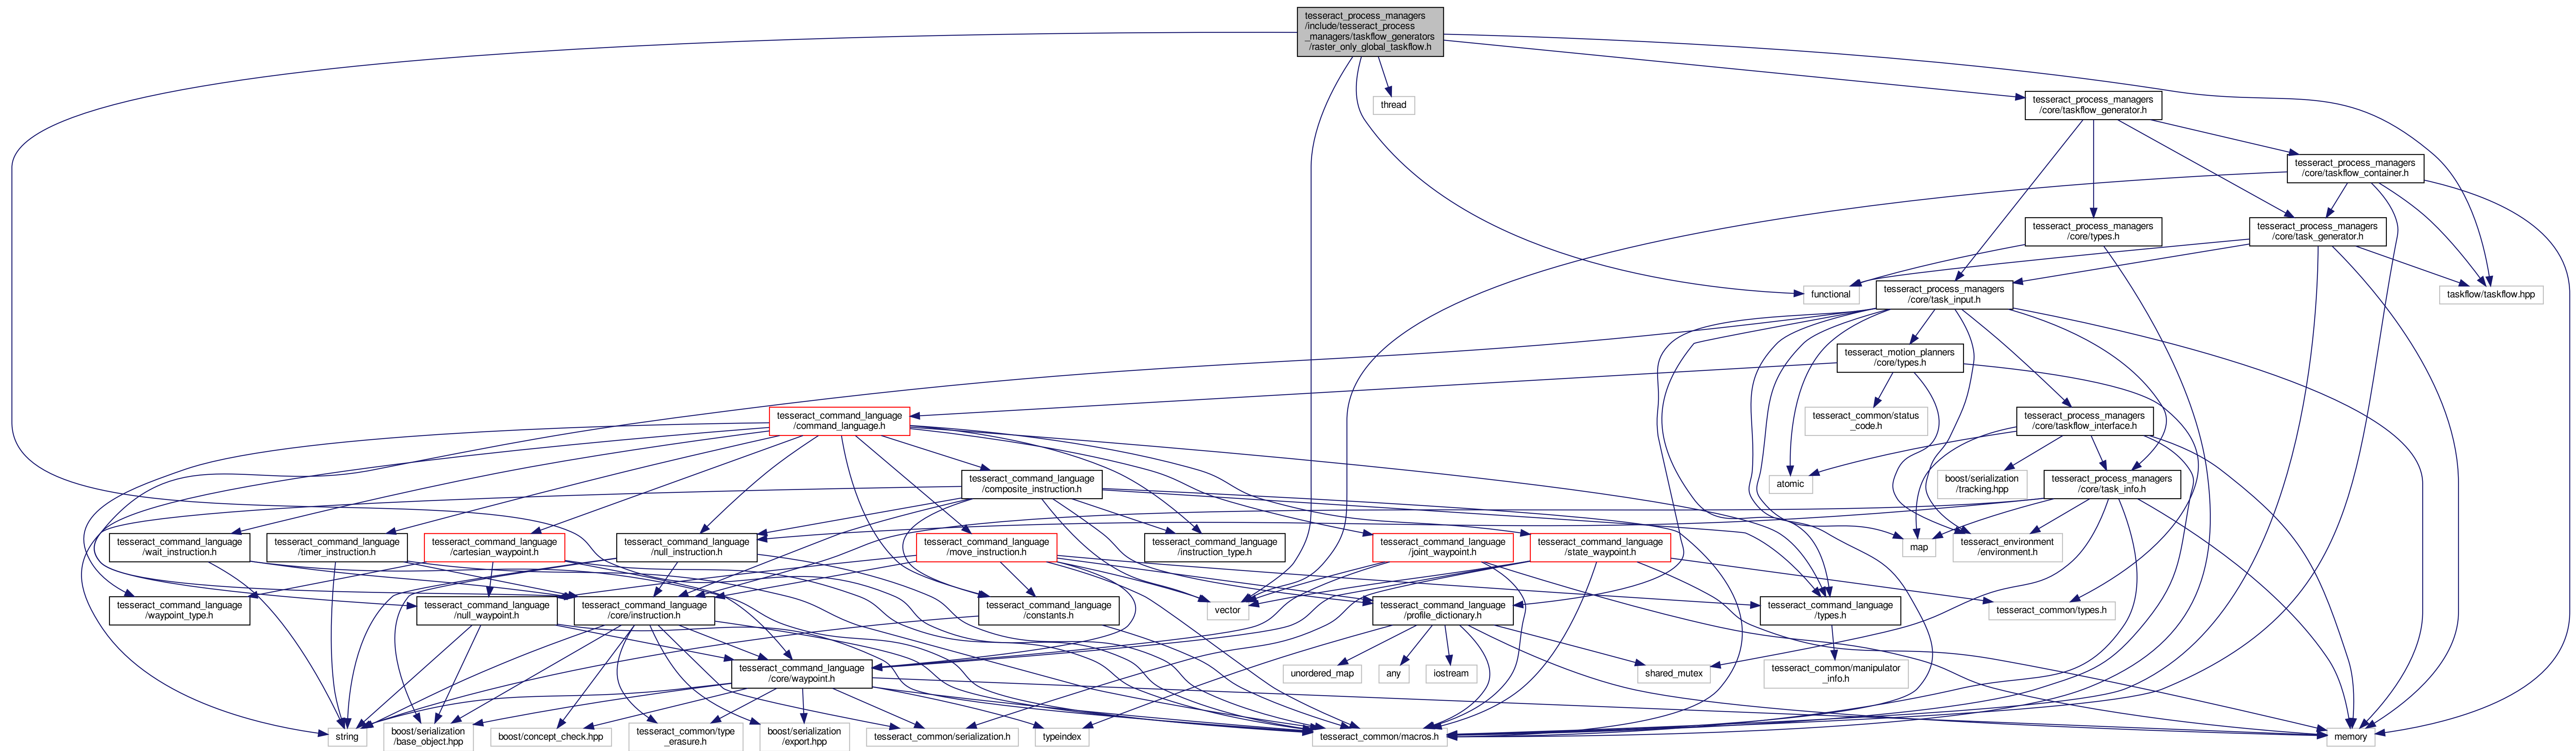 tesseract_process_managers
/include/tesseract_process
_managers/taskflow_generators
/raster_only_global_taskflow.h
thread
tesseract_process_managers
/core/taskflow_generator.h
tesseract_process_managers
/core/taskflow_container.h
tesseract_process_managers
/core/types.h
tesseract_process_managers
/core/task_generator.h
functional
tesseract_process_managers
/core/task_input.h
taskflow/taskflow.hpp
tesseract_motion_planners
/core/types.h
tesseract_command_language
/command_language.h
tesseract_common/status
_code.h
tesseract_process_managers
/core/taskflow_interface.h
tesseract_command_language
/composite_instruction.h
atomic
boost/serialization
/tracking.hpp
tesseract_process_managers
/core/task_info.h
tesseract_command_language
/wait_instruction.h
tesseract_command_language
/timer_instruction.h
tesseract_command_language
/cartesian_waypoint.h
tesseract_command_language
/null_instruction.h
tesseract_command_language
/move_instruction.h
tesseract_command_language
/instruction_type.h
tesseract_command_language
/joint_waypoint.h
tesseract_command_language
/state_waypoint.h
map
tesseract_environment
/environment.h
tesseract_command_language
/waypoint_type.h
tesseract_command_language
/null_waypoint.h
tesseract_command_language
/core/instruction.h
tesseract_command_language
/constants.h
vector
tesseract_command_language
/profile_dictionary.h
tesseract_command_language
/types.h
tesseract_common/types.h
tesseract_command_language
/core/waypoint.h
unordered_map
any
iostream
shared_mutex
tesseract_common/manipulator
_info.h
string
boost/serialization
/base_object.hpp
boost/concept_check.hpp
tesseract_common/type
_erasure.h
boost/serialization
/export.hpp
tesseract_common/serialization.h
typeindex
tesseract_common/macros.h
memory